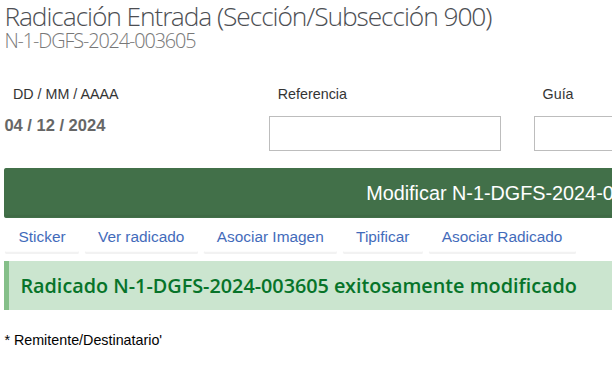 Radicación Entrada (Sección/Subsección 900)
N-1-DGFS-2024-003605
DD / MM / AAAA Referencia Guía
04 / 12 / 2024
Modificar N-1-DGFS-2024-0
Sticker Ver radicado Asociar Imagen Tipificar Asociar Radicado
Radicado N-1-DGFS-2024-003605 exitosamente modificado
* Remitente/Destinatario'